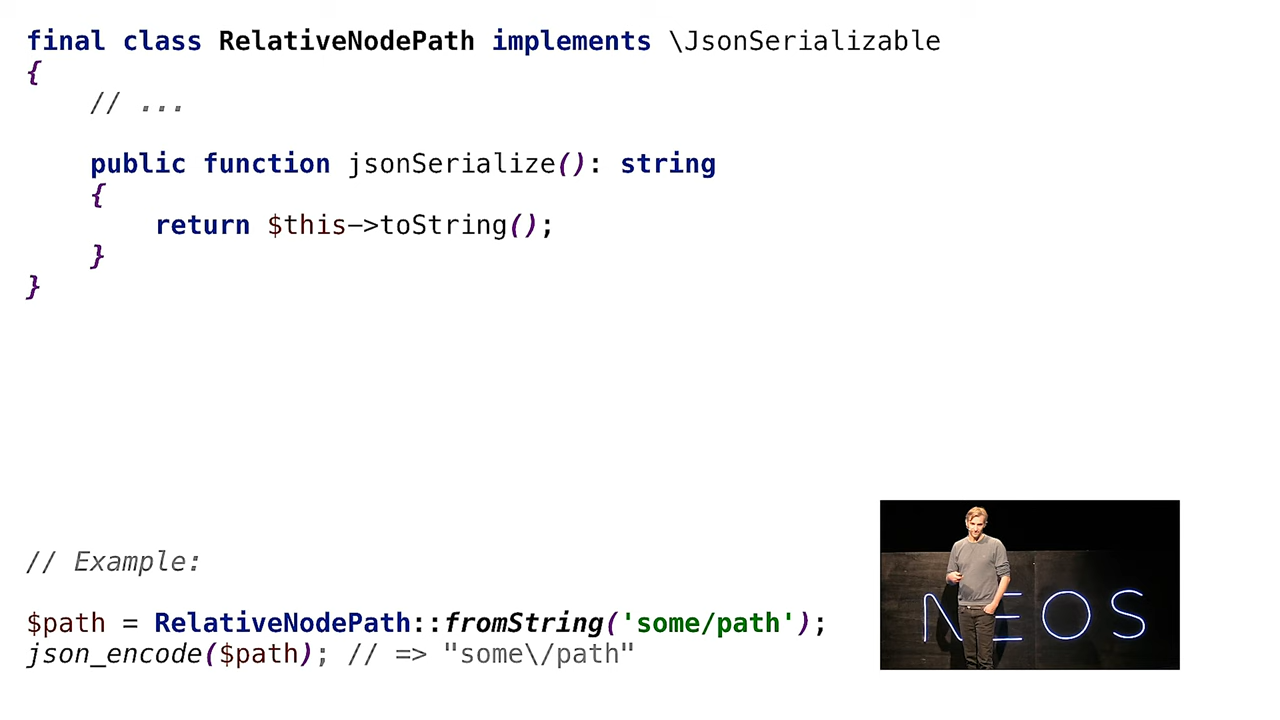 final class RelativeNodePath implements \JsonSerializable
{
    // ...
    public function jsonSerialize(): string
    {
        return $this->toString();
    }
}
// Example:
$path = RelativeNodePath::fromString('some/path');
json_encode($path); // => "some\/path"
NEOS